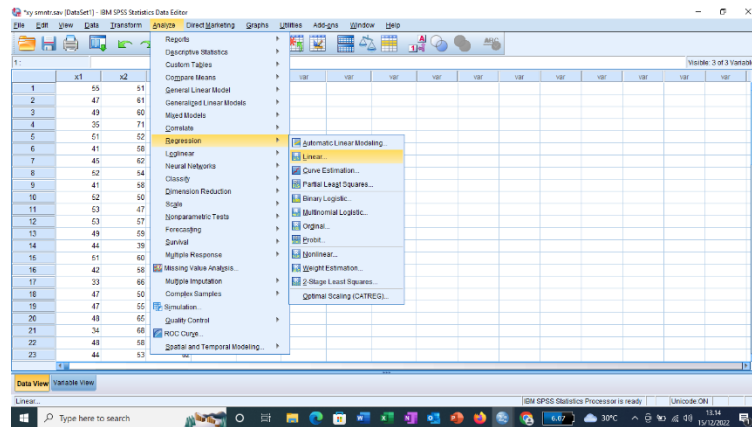 *xy smntr.sav [DataSet1] - IBM SPSS Statistics Data Editor
File Edit View Data Transform Analyze Direct Marketing Graphs Utilities Add-ons Window Help
1 :
Visible: 3 of 3 Variabl
x1 x2 var var var var var var var var
1 55 51
2 47 61
3 49 60
4 35 71
5 51 52
6 41 58
7 45 62
8 52 54
9 41 58
10 52 50
11 53 47
12 53 57
13 49 59
14 44 39
15 51 60
16 42 58
17 33 66
18 47 50
19 47 55
20 48 65
21 34 68
22 48 58
23 44 53
Reports
Descriptive Statistics
Custom Tables
Compare Means
General Linear Model
Generalized Linear Models
Mixed Models
Correlate
Regression
Loglinear
Neural Networks
Classify
Dimension Reduction
Scale
Nonparametric Tests
Forecasting
Survival
Multiple Response
Missing Value Analysis...
Multiple Imputation
Complex Samples
Simulation...
Quality Control
ROC Curve...
Spatial and Temporal Modeling...
Automatic Linear Modeling...
Linear...
Curve Estimation...
Partial Least Squares...
Binary Logistic...
Multinomial Logistic...
Ordinal...
Probit...
Nonlinear...
Weight Estimation...
2-Stage Least Squares...
Optimal Scaling (CATREG)...
Data View Variable View
Linear... IBM SPSS Statistics Processor is ready Unicode:ON
Type here to search
6.07
30°C
13.14
15/12/2022